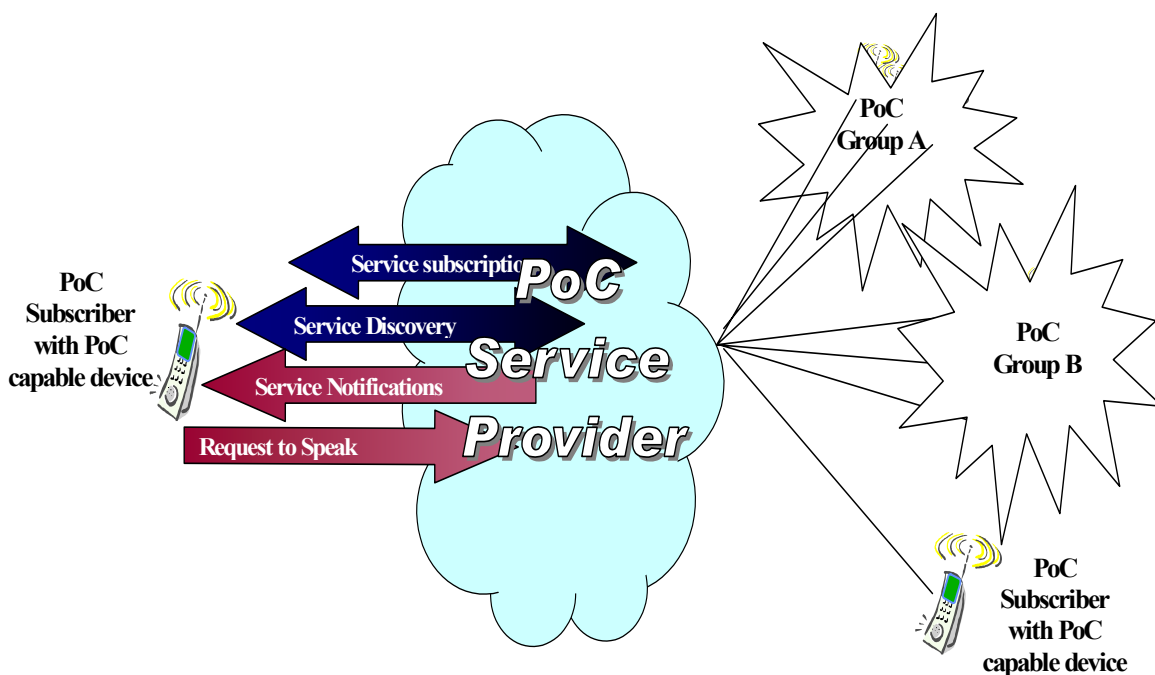 PoC
Subscriber
with PoC
capable device
Service subscription
Service Discovery
Service Notifications
Request to Speak
PoC
Service
Provider
PoC
Group A
PoC
Group B
PoC
Subscriber
with PoC
capable device